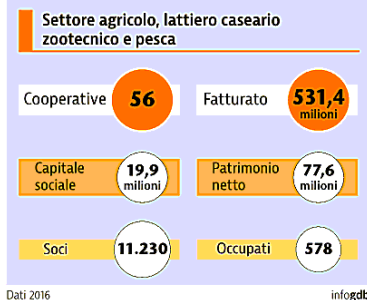 Settore agricolo, lattiero caseario
zootecnico e pesca
Cooperative 56
Fatturato 531,4
milioni
Capitale
sociale
19,9
milioni
Patrimonio
netto
77,6
milioni
Soci 11.230
Occupati 578
Dati 2016
infogdb